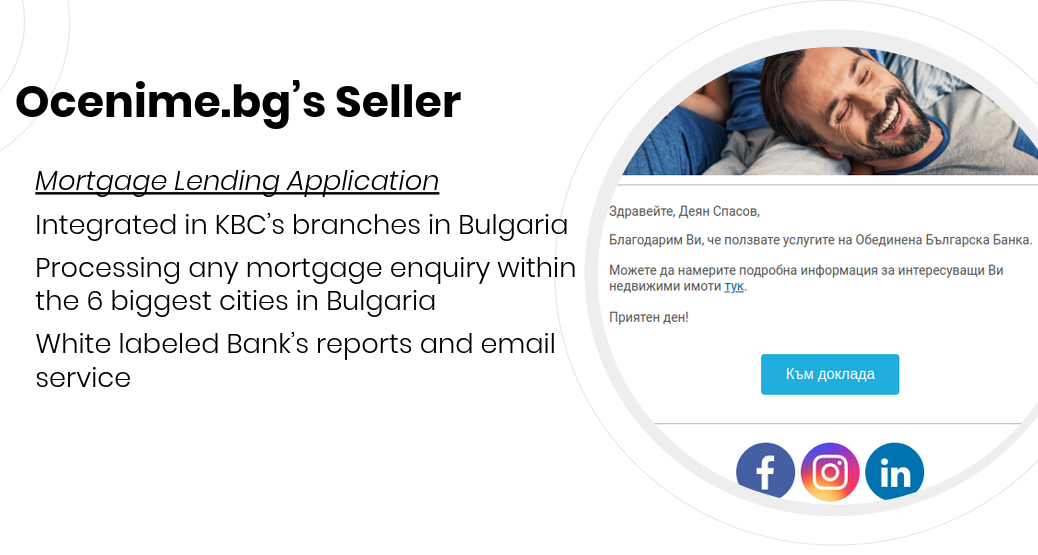 Ocenime.bg’s Seller
Mortgage Lending Application
Integrated in KBC’s branches in Bulgaria
Processing any mortgage enquiry within
the 6 biggest cities in Bulgaria
White labeled Bank’s reports and email
service
Здравейте, Деян Спасов,
Благодарим Ви, че ползвате услугите на Обединена Българска Банка.
Можете да намерите подробна информация за интересуващи Ви
недвижими имоти тук.
Приятен ден!
Към доклада
f
in